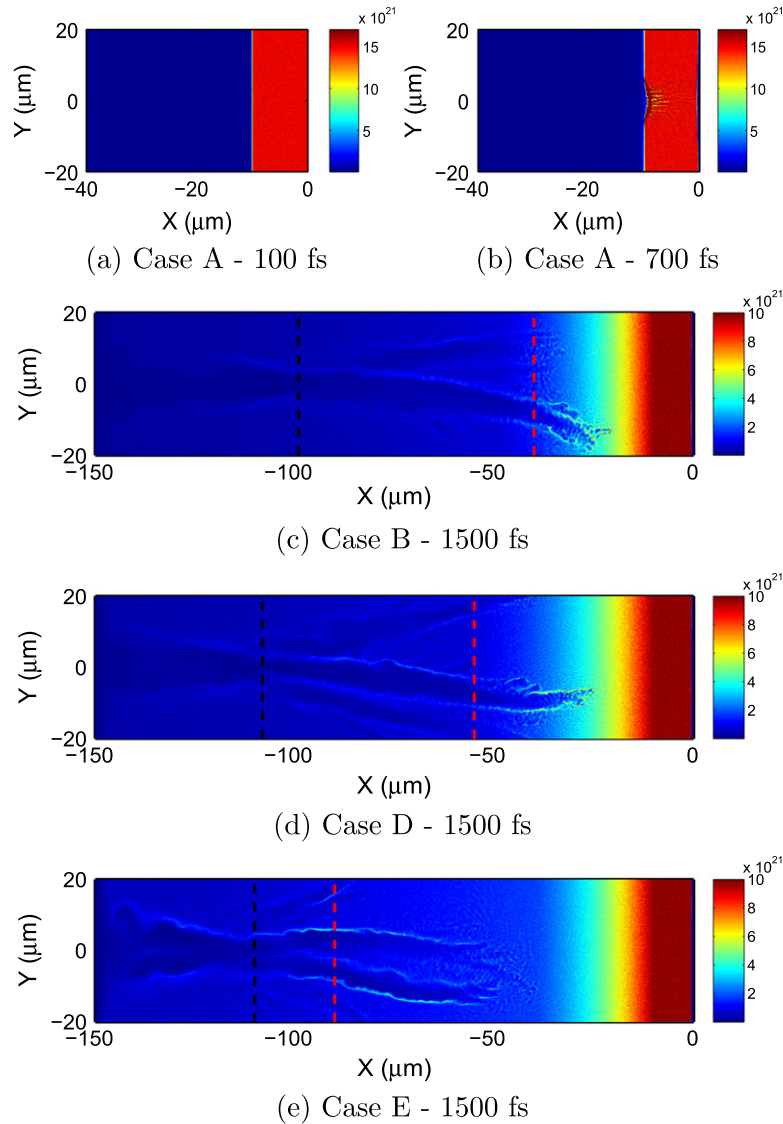 x 10^21 x 10^21
20 15 20 15
Y (μm) 0 10 Y (μm) 0 10
5 5
−20 −20
−40 −20 0 −40 −20 0
X (μm) X (μm)
(a) Case A - 100 fs (b) Case A - 700 fs
x 10^21
20 10
8
Y (μm) 0 6
4
2
−20
−150 −100 −50 0
X (μm)
(c) Case B - 1500 fs
x 10^21
20 10
8
Y (μm) 0 6
4
2
−20
−150 −100 −50 0
X (μm)
(d) Case D - 1500 fs
x 10^21
20 10
8
Y (μm) 0 6
4
2
−20
−150 −100 −50 0
X (μm)
(e) Case E - 1500 fs